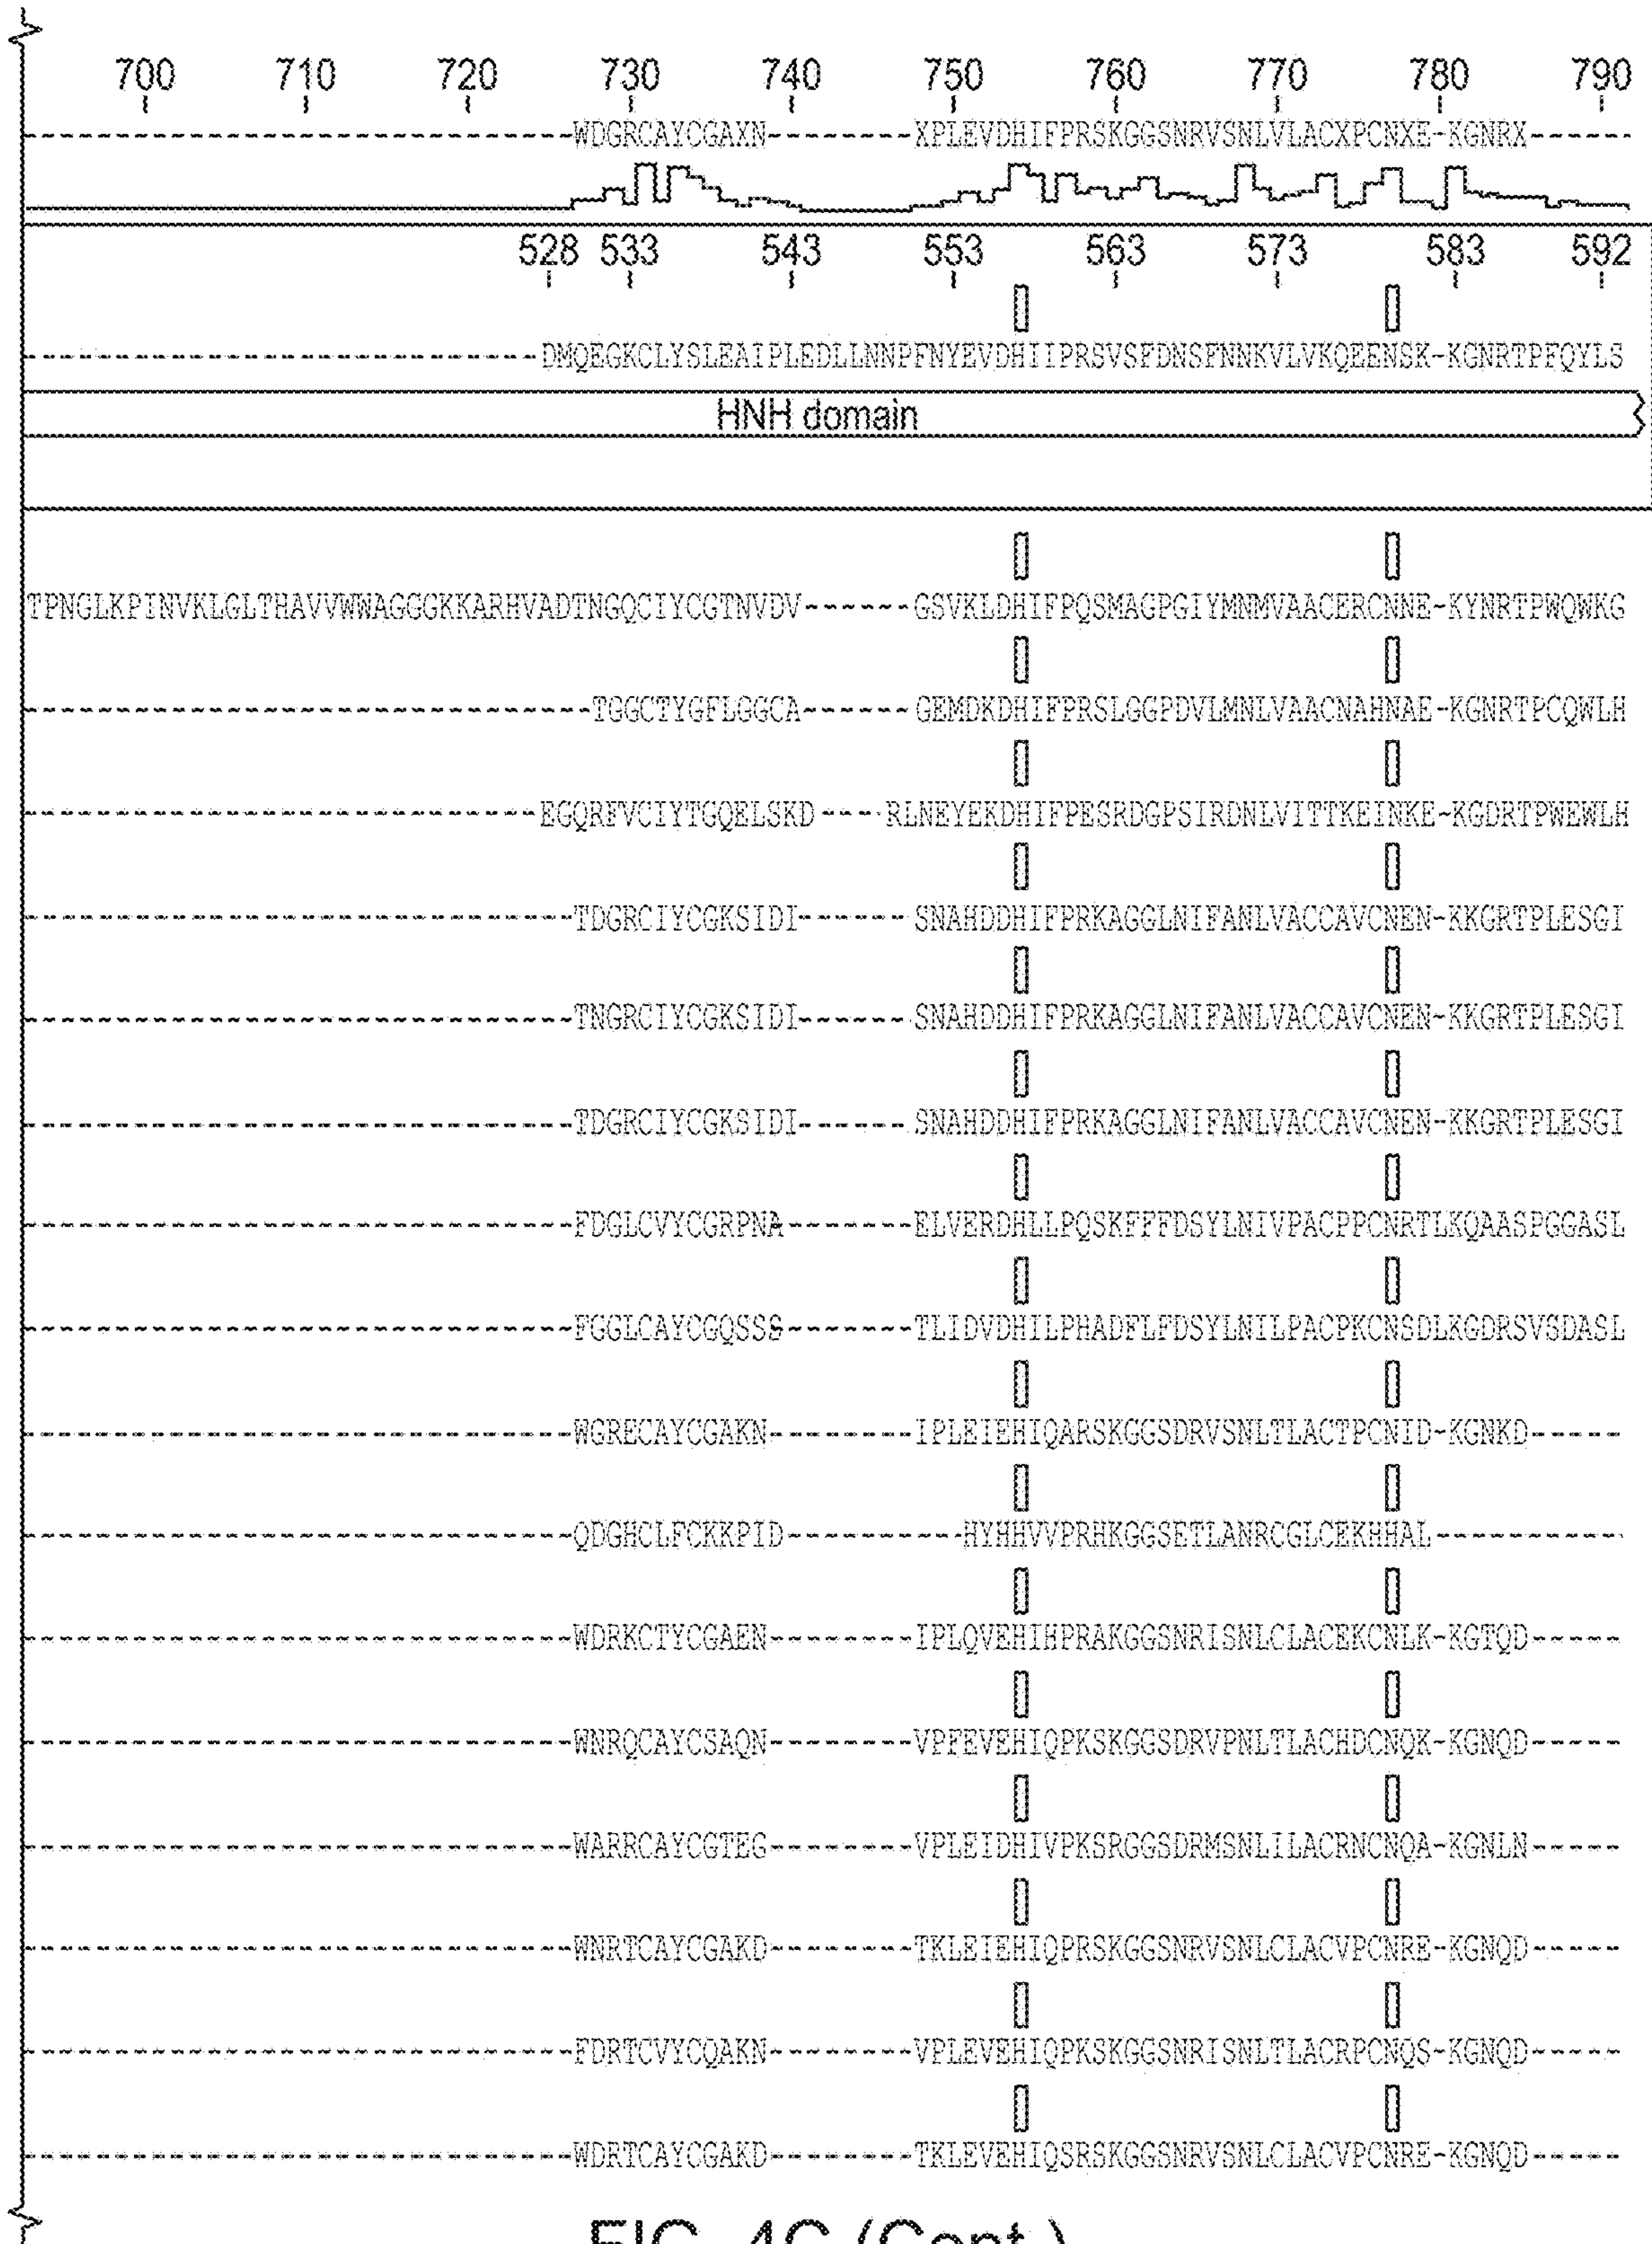 700 710 720 730 740 750 760 770 780 790
----------------------------------WDGRCAYCGAXN---------XPLEVDHIFPRSKGGSNRVSNLVLACXPCNXE-KGNRX------
528 533 543 553 563 573 583 592
--------------------------------DMQEGKCLYSLEAIPLEDLLNNPFNYEVDHIIPRSVSFDNSFNNKVLVKQEENSK-KGNRTPFQYLS
HNH domain
TPNGLKPINVKLGLTHAVVWWAGGGKKARHVADTNGQCIYCGTNVDV-------GSVKLDHIFPQSMAGPGIYMNMVAACERCNNE-KYNRTPWQWKG
-----------------------------------TGGCTYGFLGGCA-------GEMDKDHIFPRSLGGPDVLMNLVAACNAHNAE-KGNRTPCQWLH
--------------------------------EGQRFVCIYTGQELSKD----RLNEYEKDHIFPESRDGPSIRDNLVITTKEINKE-KGDRTPWEWLH
----------------------------------TDGRCIYCGKSIDI-------SNAHDDHIFPRKAGGLNIFANLVACCAVCNEN-KKGRTPLESGI
----------------------------------TNGRCIYCGKSIDI-------SNAHDDHIFPRKAGGLNIFANLVACCAVCNEN-KKGRTPLESGI
----------------------------------TDGRCIYCGKSIDI-------SNAHDDHIFPRKAGGLNIFANLVACCAVCNEN-KKGRTPLESGI
----------------------------------FDGLCVYCGRPNA--------ELVERDHLLPQSKFFFDSYLNIVPACPPCNRTLKQAASPGGASL
----------------------------------FGGLCAYCGQSSS--------TLIDVDHILPHADFLFDSYLNILPACPKCNSDLKGDRSVSDASL
----------------------------------WGRECAYCGAKN---------IPLEIEHIQARSKGGSDRVSNLTLACTPCNID-KGNKD------
----------------------------------QDGHCLFCKKPID-----------HYHHVVPRHKGGSETLANRCGLCEKHHAL------------
----------------------------------WDRKCTYCGAEN---------IPLQVEHIHPRAKGGSNRISNLCLACEKCNLK-KGTQD------
----------------------------------WNRQCAYCSAQN---------VPFEVEHIQPKSKGGSDRVPNLTLACHDCNQK-KGNQD------
----------------------------------WARRCAYCGTEG---------VPLEIDHIVPKSRGGSDRMSNLILACRNCNQA-KGNLN------
----------------------------------WNRTCAYCGAKD---------TKLEIEHIQPRSKGGSNRVSNLCLACVPCNRE-KGNQD------
----------------------------------FDRTCVYCQAKN---------VPLEVEHIQPKSKGGSNRISNLTLACRPCNQS-KGNQD------
----------------------------------WDRTCAYCGAKD---------TKLEVEHIQSRSKGGSNRVSNLCLACVPCNRE-KGNQD------
FIG. 4C (Cont.)